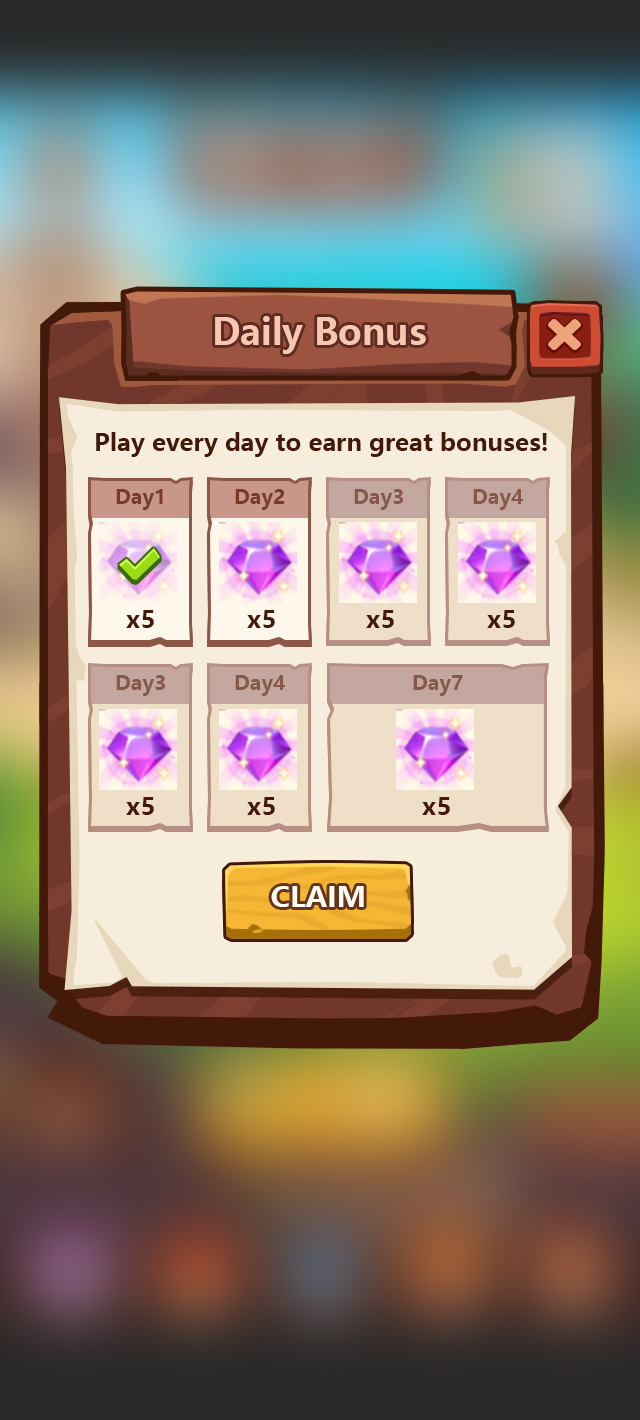 Daily Bonus
Play every day to earn great bonuses!
Day1 Day2 Day3 Day4
x5 x5 x5 x5
Day3 Day4 Day7
x5 x5 x5
CLAIM